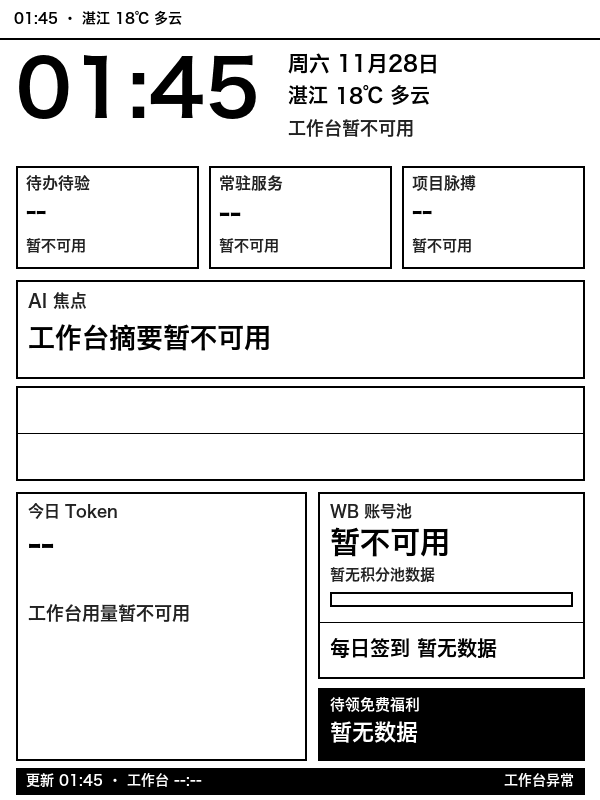 01:45 · 湛江 18℃ 多云
01:45
周六 11月28日
湛江 18℃ 多云
工作台暂不可用
待办待验
--
暂不可用
常驻服务
--
暂不可用
项目脉搏
--
暂不可用
AI 焦点
工作台摘要暂不可用
今日 Token
--
工作台用量暂不可用
WB 账号池
暂不可用
暂无积分池数据
每日签到 暂无数据
待领免费福利
暂无数据
更新 01:45 · 工作台 --:--
工作台异常